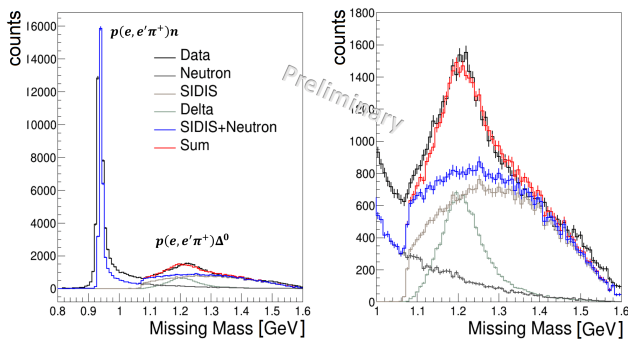 counts
16000
14000
12000
10000
8000
6000
4000
2000
0
0.8 0.9 1 1.1 1.2 1.3 1.4 1.5 1.6
Missing Mass [GeV]
p(e, e′π⁺)n
Data
Neutron
SIDIS
Delta
SIDIS+Neutron
Sum
p(e, e′π⁺)Δ⁰
Preliminary
counts
1800
1600
1400
1200
1000
800
600
400
200
0
1 1.1 1.2 1.3 1.4 1.5 1.6
Missing Mass [GeV]